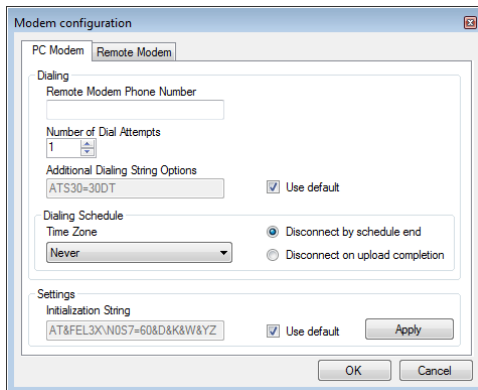 Modem configuration
PC Modem Remote Modem
Dialing
Remote Modem Phone Number
Number of Dial Attempts
1
Additional Dialing String Options
ATS30=30DT Use default
Dialing Schedule
Time Zone Disconnect by schedule end
Never Disconnect on upload completion
Settings
Initialization String
AT&FEL3X\N0S7=60&D&K&W&YZ Use default Apply
OK Cancel